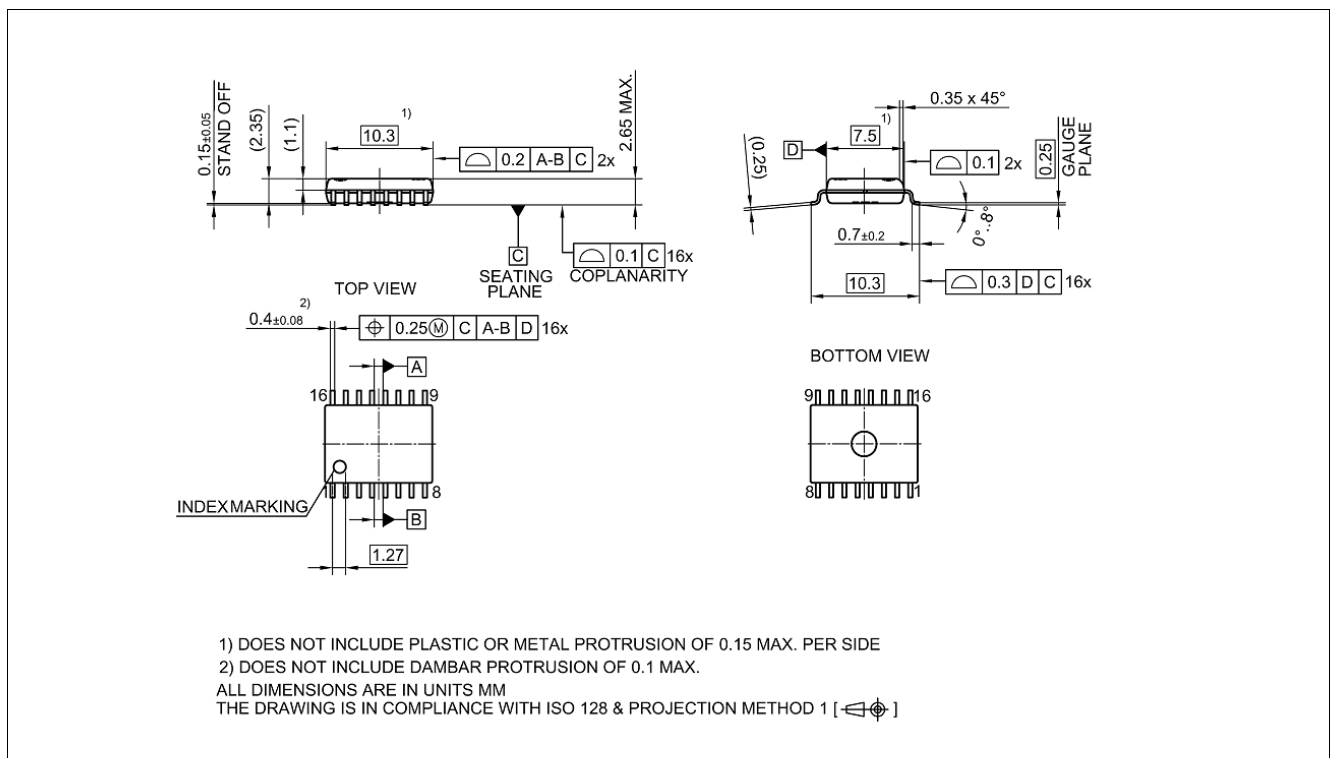 0.15±0.05
STAND OFF
(2.35)
(1.1)
1)
10.3
0.2 A-B C 2x
2.65 MAX.
C
SEATING
PLANE
0.1 C 16x
COPLANARITY
(0.25)
D
1)
7.5
0.35 x 45°
0.1 2x
0.25
GAUGE
PLANE
0°..8°
0.7±0.2
10.3
0.3 D C 16x
TOP VIEW
2)
0.4±0.08
0.25Ⓜ C A-B D 16x
A
16 9
INDEX MARKING
1 8
B
1.27
BOTTOM VIEW
9 16
8 1
1) DOES NOT INCLUDE PLASTIC OR METAL PROTRUSION OF 0.15 MAX. PER SIDE
2) DOES NOT INCLUDE DAMBAR PROTRUSION OF 0.1 MAX.
ALL DIMENSIONS ARE IN UNITS MM
THE DRAWING IS IN COMPLIANCE WITH ISO 128 & PROJECTION METHOD 1 [ ]